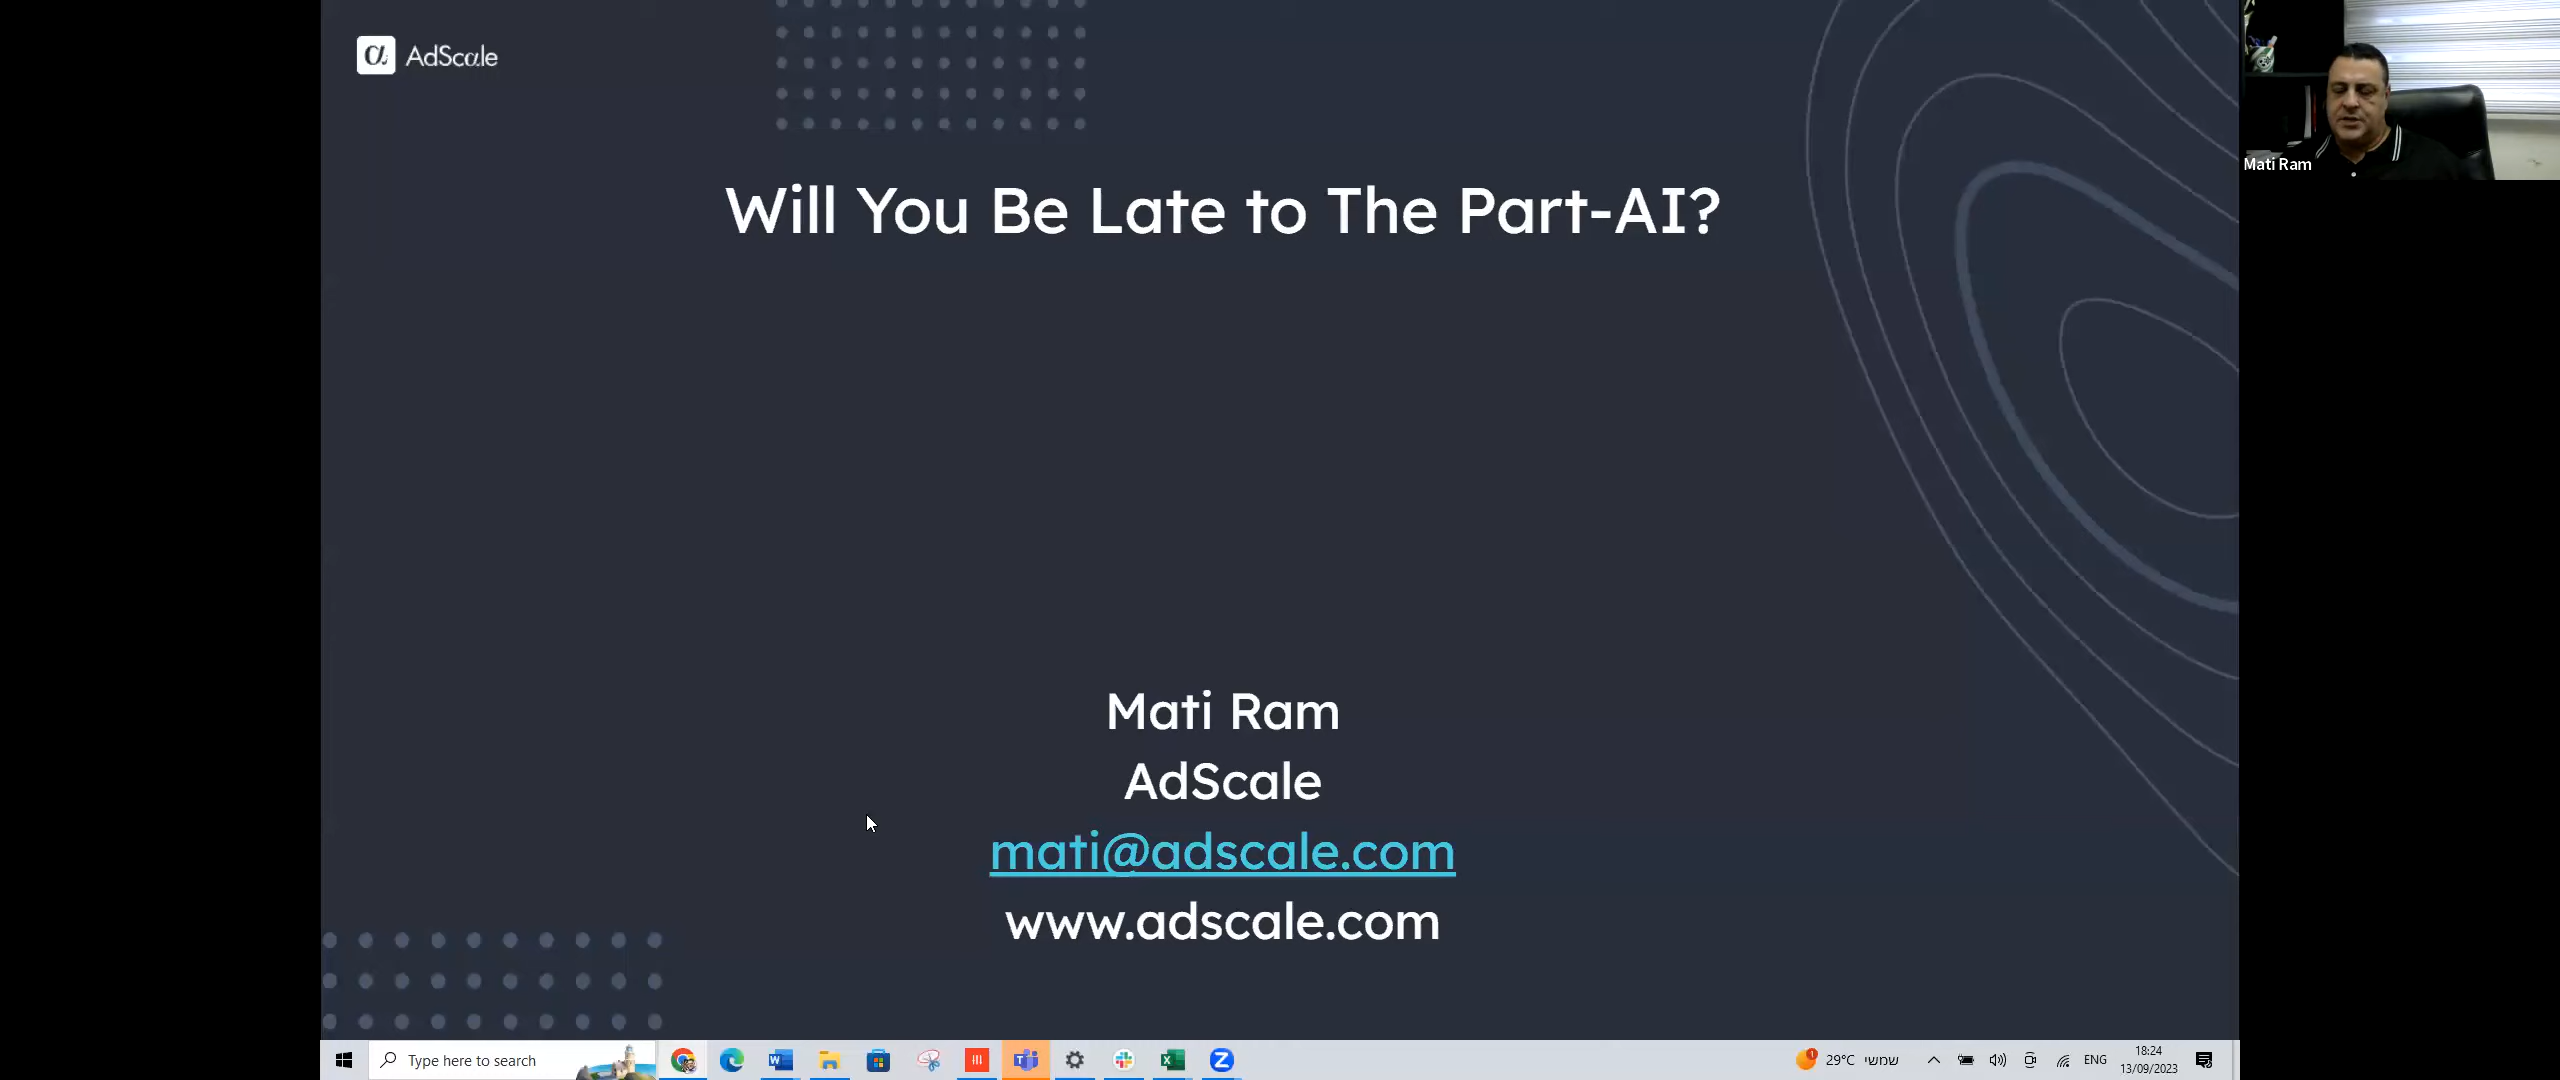 AdScale
Will You Be Late to The Part-AI?
Mati Ram
Mati Ram
AdScale
mati@adscale.com
www.adscale.com
Type here to search
29°C שמשי
ENG
18:24
13/09/2023